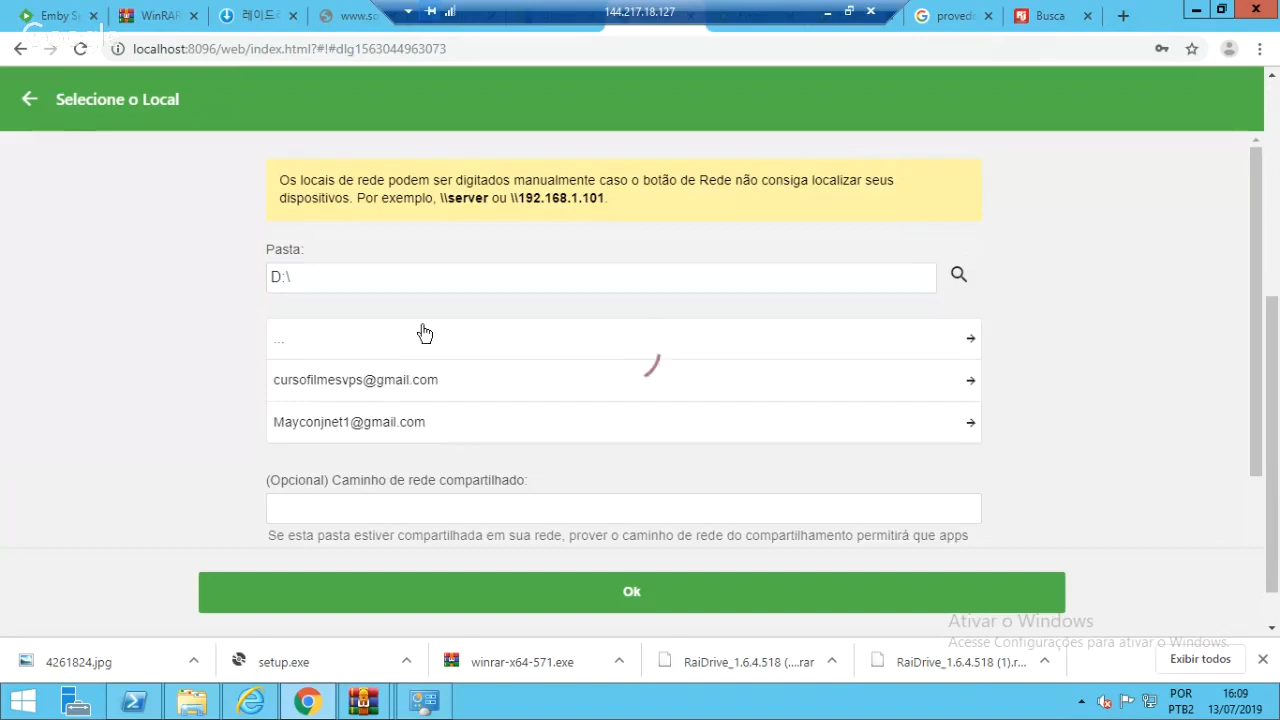 Emby S
WinRAR
레이드
www.so
144.217.18.127
provedo
Busca
localhost:8096/web/index.html?#!#dlg1563044963073
Selecione o Local
Os locais de rede podem ser digitados manualmente caso o botão de Rede não consiga localizar seus
dispositivos. Por exemplo, \\server ou \\192.168.1.101.
Pasta:
D:\
...
cursofilmesvps@gmail.com
Mayconjnet1@gmail.com
(Opcional) Caminho de rede compartilhado:
Se esta pasta estiver compartilhada em sua rede, prover o caminho de rede do compartilhamento permitirá que apps
Ok
Ativar o Windows
Acesse Configurações para ativar o Windows.
4261824.jpg
setup.exe
winrar-x64-571.exe
RaiDrive_1.6.4.518 (....rar
RaiDrive_1.6.4.518 (1).r...
Exibir todos
POR
PTB2
16:09
13/07/2019